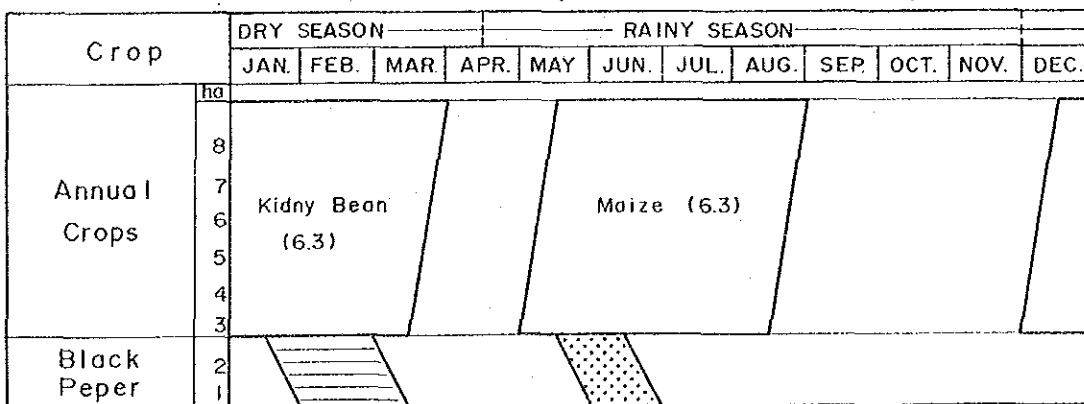 Crop
DRY SEASON RAINY SEASON
JAN. FEB. MAR. APR. MAY JUN. JUL. AUG. SEP. OCT. NOV. DEC.
ha
Annual
Crops
8
7
6
5
4
3
Kidny Bean
(6.3)
Maize (6.3)
Black
Peper
2
1